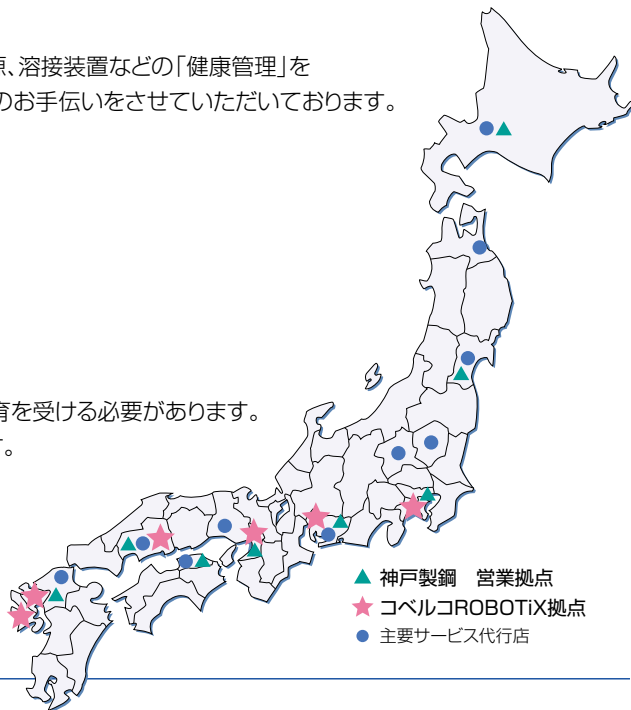 、溶接装置などの「健康管理」を
のお手伝いをさせていただいております。
育を受ける必要があります。
す。
▲ 神戸製鋼　営業拠点
★ コベルコROBOTiX拠点
● 主要サービス代行店